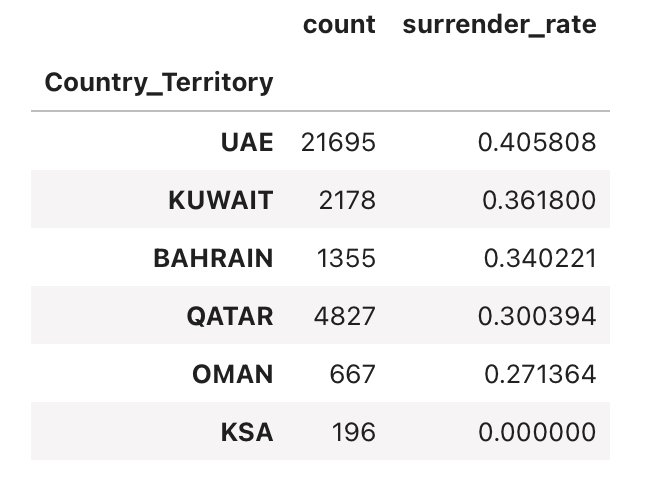 count surrender_rate
Country_Territory
UAE 21695 0.405808
KUWAIT 2178 0.361800
BAHRAIN 1355 0.340221
QATAR 4827 0.300394
OMAN 667 0.271364
KSA 196 0.000000